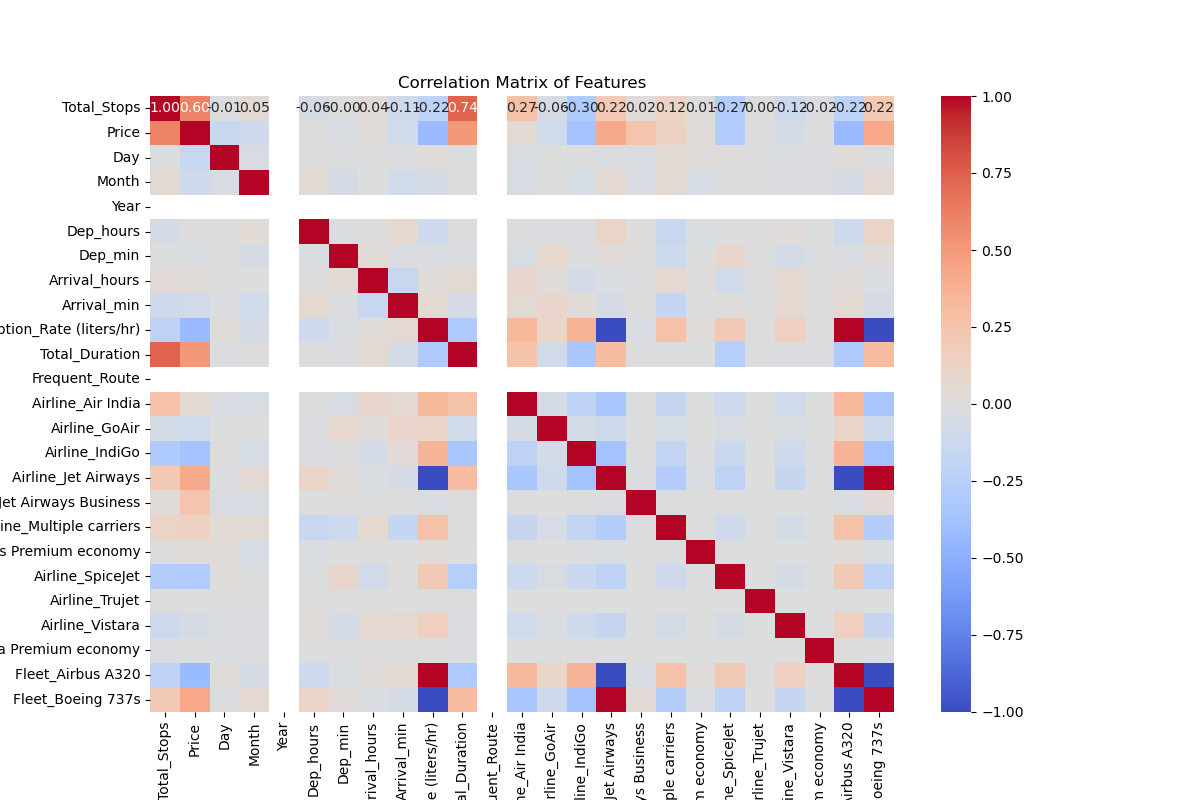 Correlation Matrix of Features
Total_Stops 1.00 0.60 -0.01 0.05 -0.06 -0.00 0.04 -0.11 -0.22 0.74 0.27 -0.06 -0.30 0.22 0.02 0.12 0.01 -0.27 0.00 -0.12 -0.02 -0.22 0.22
Price
Day
Month
Year
Dep_hours
Dep_min
Arrival_hours
Arrival_min
ption_Rate (liters/hr)
Total_Duration
Frequent_Route
Airline_Air India
Airline_GoAir
Airline_IndiGo
Airline_Jet Airways
Jet Airways Business
ine_Multiple carriers
s Premium economy
Airline_SpiceJet
Airline_Trujet
Airline_Vistara
a Premium economy
Fleet_Airbus A320
Fleet_Boeing 737s
Total_Stops
Price
Day
Month
Year
Dep_hours
Dep_min
rival_hours
Arrival_min
e (liters/hr)
al_Duration
uent_Route
ne_Air India
rline_GoAir
line_IndiGo
Jet Airways
ys Business
ple carriers
m economy
ne_SpiceJet
rline_Trujet
line_Vistara
m economy
Airbus A320
oeing 737s
1.00
0.75
0.50
0.25
0.00
−0.25
−0.50
−0.75
−1.00